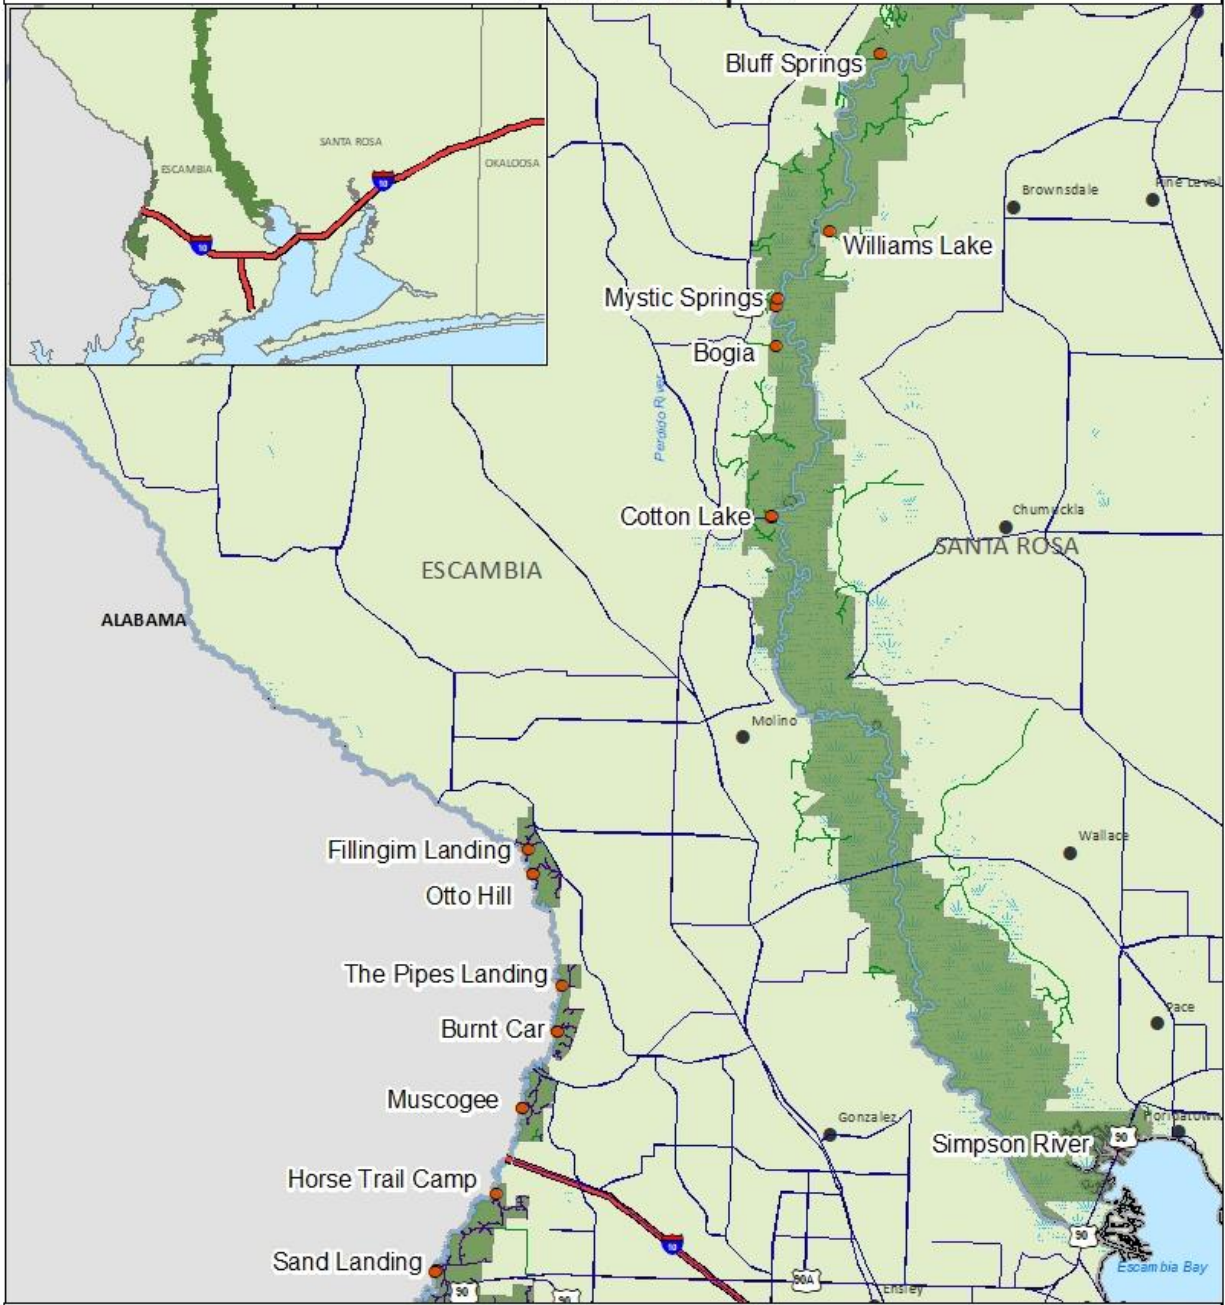 SANTA ROSA
ESCAMBIA
OKALOOSA
10
10
Bluff Springs
Brownsdale
Pine Level
Williams Lake
Mystic Springs
Bogia
Perdido River
Cotton Lake
Chumuckla
SANTA ROSA
ESCAMBIA
ALABAMA
Molino
Wallace
Fillingim Landing
Otto Hill
The Pipes Landing
Burnt Car
Pace
Muscogee
Gonzalez
Floridatown
Simpson River
90
Horse Trail Camp
90
10
Sand Landing
Escambia Bay
90A
90
90
Ensley